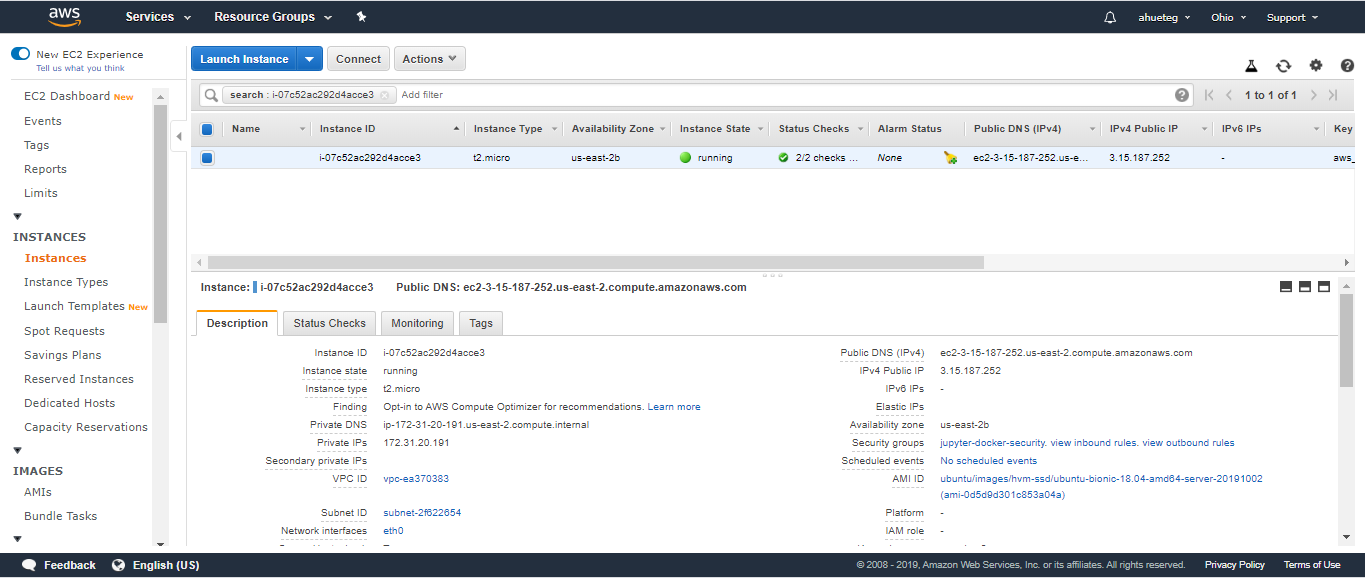 aws Services Resource Groups ahueteg Ohio Support
New EC2 Experience
Tell us what you think
EC2 Dashboard New
Events
Tags
Reports
Limits
INSTANCES
Instances
Instance Types
Launch Templates New
Spot Requests
Savings Plans
Reserved Instances
Dedicated Hosts
Capacity Reservations
IMAGES
AMIs
Bundle Tasks
Launch Instance Connect Actions
search : i-07c52ac292d4acce3 Add filter 1 to 1 of 1
Name Instance ID Instance Type Availability Zone Instance State Status Checks Alarm Status Public DNS (IPv4) IPv4 Public IP IPv6 IPs Key
i-07c52ac292d4acce3 t2.micro us-east-2b running 2/2 checks ... None ec2-3-15-187-252.us-e... 3.15.187.252 - aws_
Instance: i-07c52ac292d4acce3 Public DNS: ec2-3-15-187-252.us-east-2.compute.amazonaws.com
Description Status Checks Monitoring Tags
Instance ID i-07c52ac292d4acce3 Public DNS (IPv4) ec2-3-15-187-252.us-east-2.compute.amazonaws.com
Instance state running IPv4 Public IP 3.15.187.252
Instance type t2.micro IPv6 IPs -
Finding Opt-in to AWS Compute Optimizer for recommendations. Learn more Elastic IPs
Private DNS ip-172-31-20-191.us-east-2.compute.internal Availability zone us-east-2b
Private IPs 172.31.20.191 Security groups jupyter-docker-security. view inbound rules. view outbound rules
Secondary private IPs Scheduled events No scheduled events
VPC ID vpc-ea370383 AMI ID ubuntu/images/hvm-ssd/ubuntu-bionic-18.04-amd64-server-20191002
(ami-0d5d9d301c853a04a)
Subnet ID subnet-2f622654 Platform -
Network interfaces eth0 IAM role -
Feedback English (US) © 2008 - 2019, Amazon Web Services, Inc. or its affiliates. All rights reserved. Privacy Policy Terms of Use